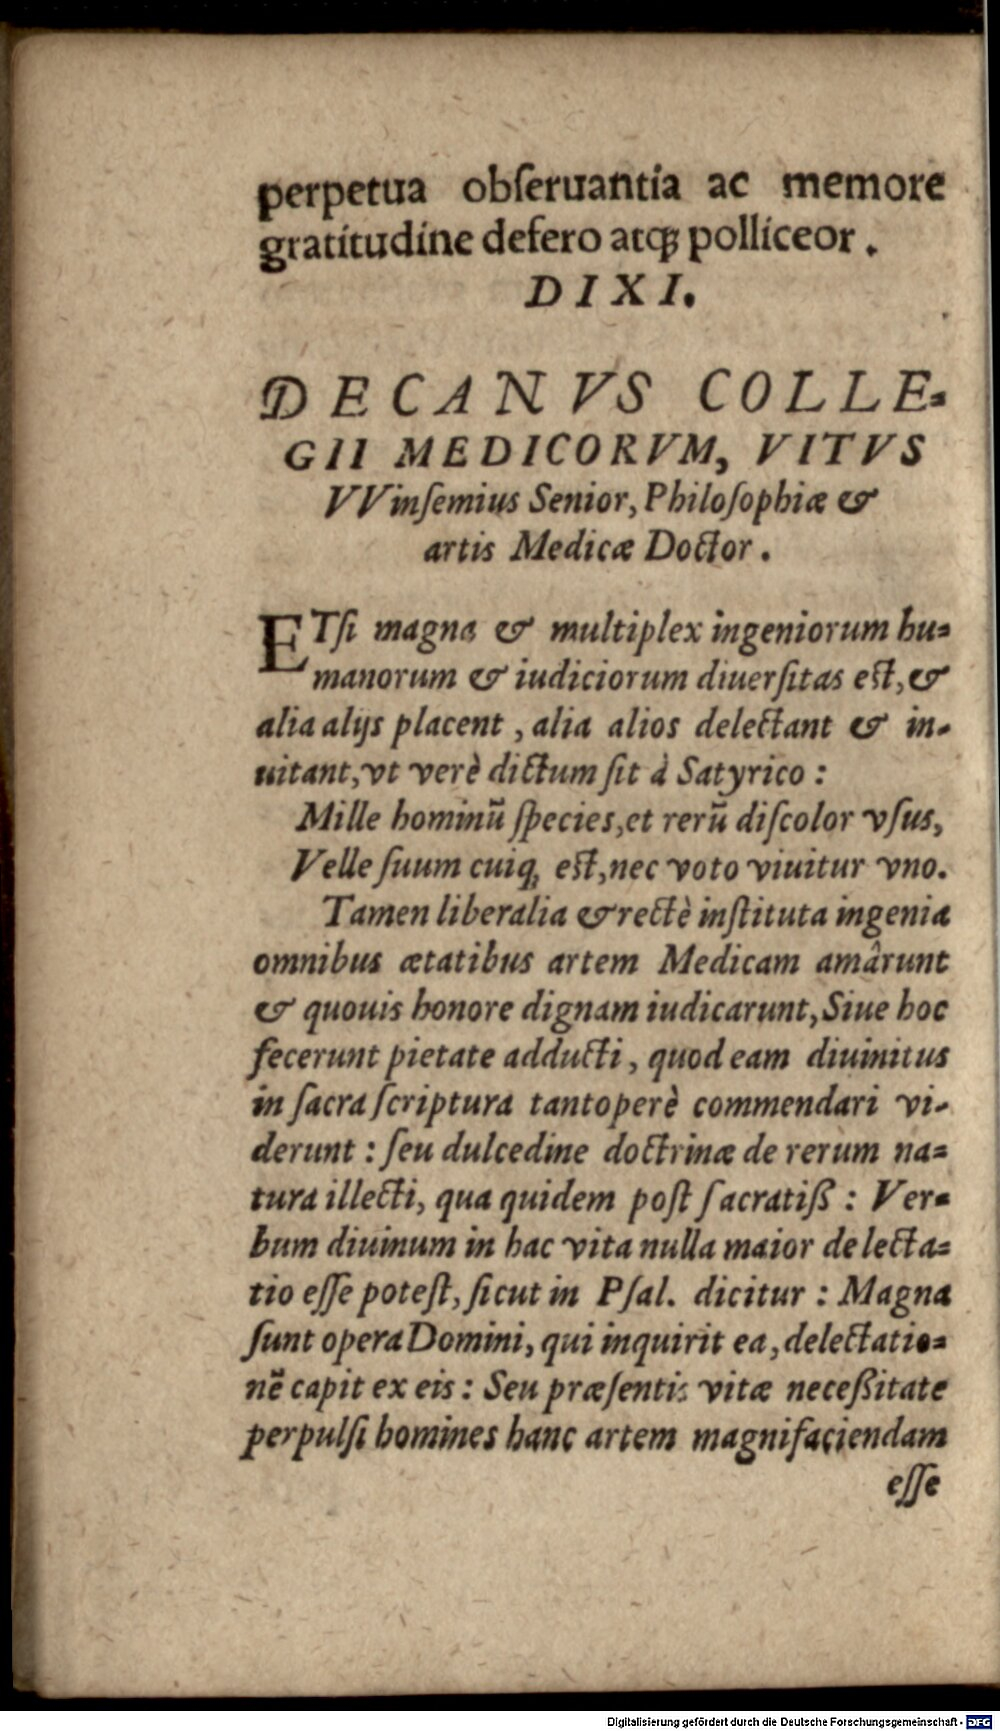 perpetua obſeruantia ac memore
gratitudine defero atq́; polliceor.
DIXI.
DECANVS COLLE-
GII MEDICORVM, VITVS
VVinſemius Senior, Philoſophiæ &
artis Medicæ Doctor.
ETſi magna & multiplex ingeniorum hu-
manorum & iudiciorum diuerſitas eſt, &
alia alijs placent, alia alios delectant & in-
uitant, vt verè dictum ſit à Satyrico:
Mille hominũ ſpecies, et rerũ diſcolor vſus,
Velle ſuum cuiq; eſt, nec voto viuitur vno.
Tamen liberalia & rectè inſtituta ingenia
omnibus ætatibus artem Medicam amârunt
& quouis honore dignam iudicarunt, Siue hoc
fecerunt pietate adducti, quod eam diuinitus
in ſacra ſcriptura tantoperè commendari vi-
derunt: ſeu dulcedine doctrinæ de rerum na-
tura illecti, qua quidem poſt ſacratiß: Ver-
bum diuinum in hac vita nulla maior delecta-
tio eſſe poteſt, ſicut in Pſal. dicitur: Magna
ſunt opera Domini, qui inquirit ea, delectatio-
nẽ capit ex eis: Seu præſentis vitæ neceßitate
perpulſi homines hanc artem magnifaciendam
eſſe
Digitalisierung gefördert durch die Deutsche Forschungsgemeinschaft - DFG